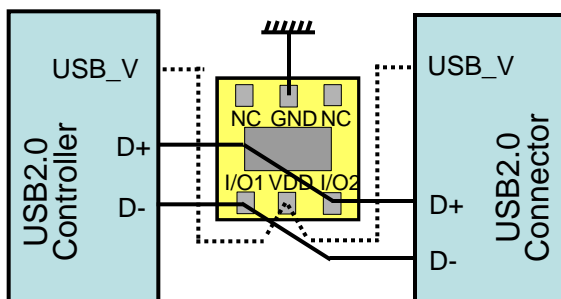 USB2.0
Controller
USB_V
D+
D-
NC GND NC
I/O1 VDD I/O2
USB_V
D+
D-
USB2.0
Connector